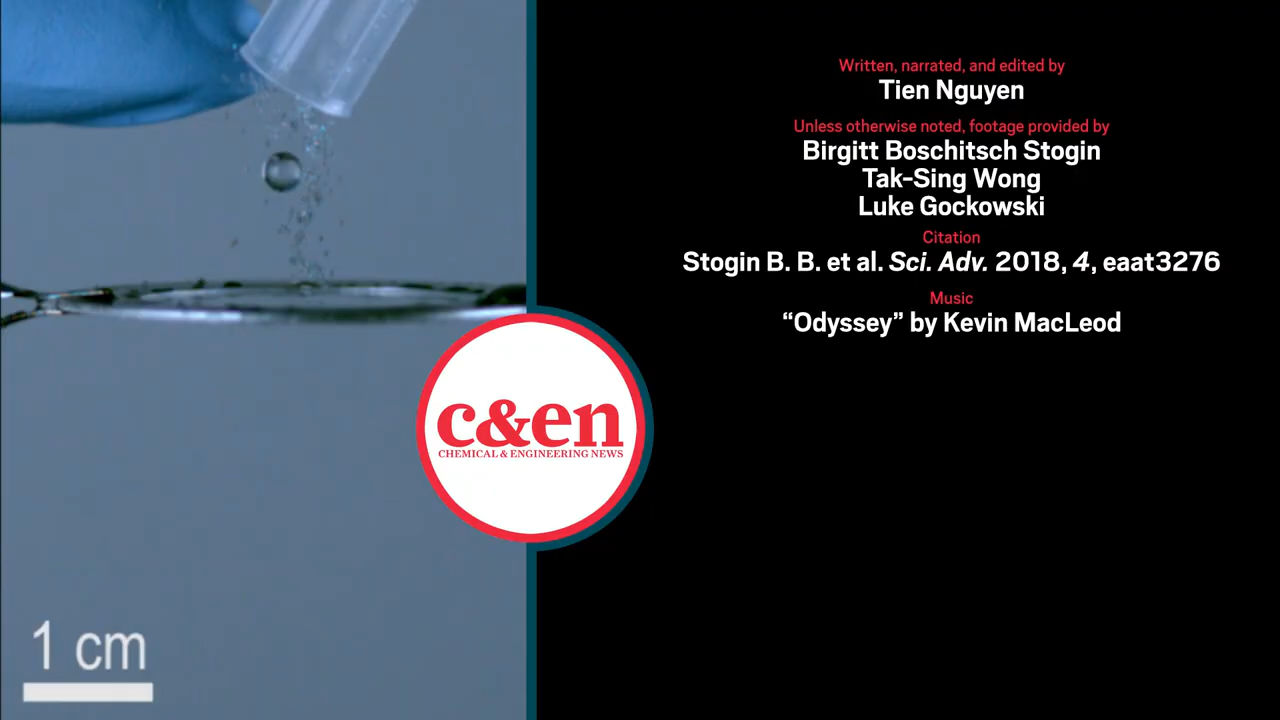 Written, narrated, and edited by
Tien Nguyen
Unless otherwise noted, footage provided by
Birgitt Boschitsch Stogin
Tak-Sing Wong
Luke Gockowski
Citation
Stogin B. B. et al. Sci. Adv. 2018, 4, eaat3276
Music
“Odyssey” by Kevin MacLeod
c&en
CHEMICAL & ENGINEERING NEWS
1 cm